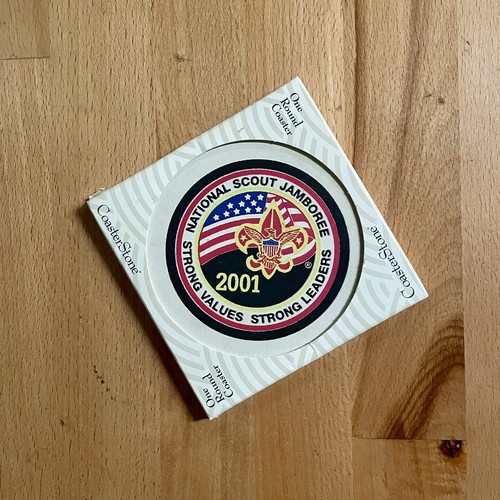 One
Round
Coaster
CoasterStone®
NATIONAL SCOUT JAMBOREE
2001
®
STRONG VALUES STRONG LEADERS
CoasterStone®
One
Round
Coaster